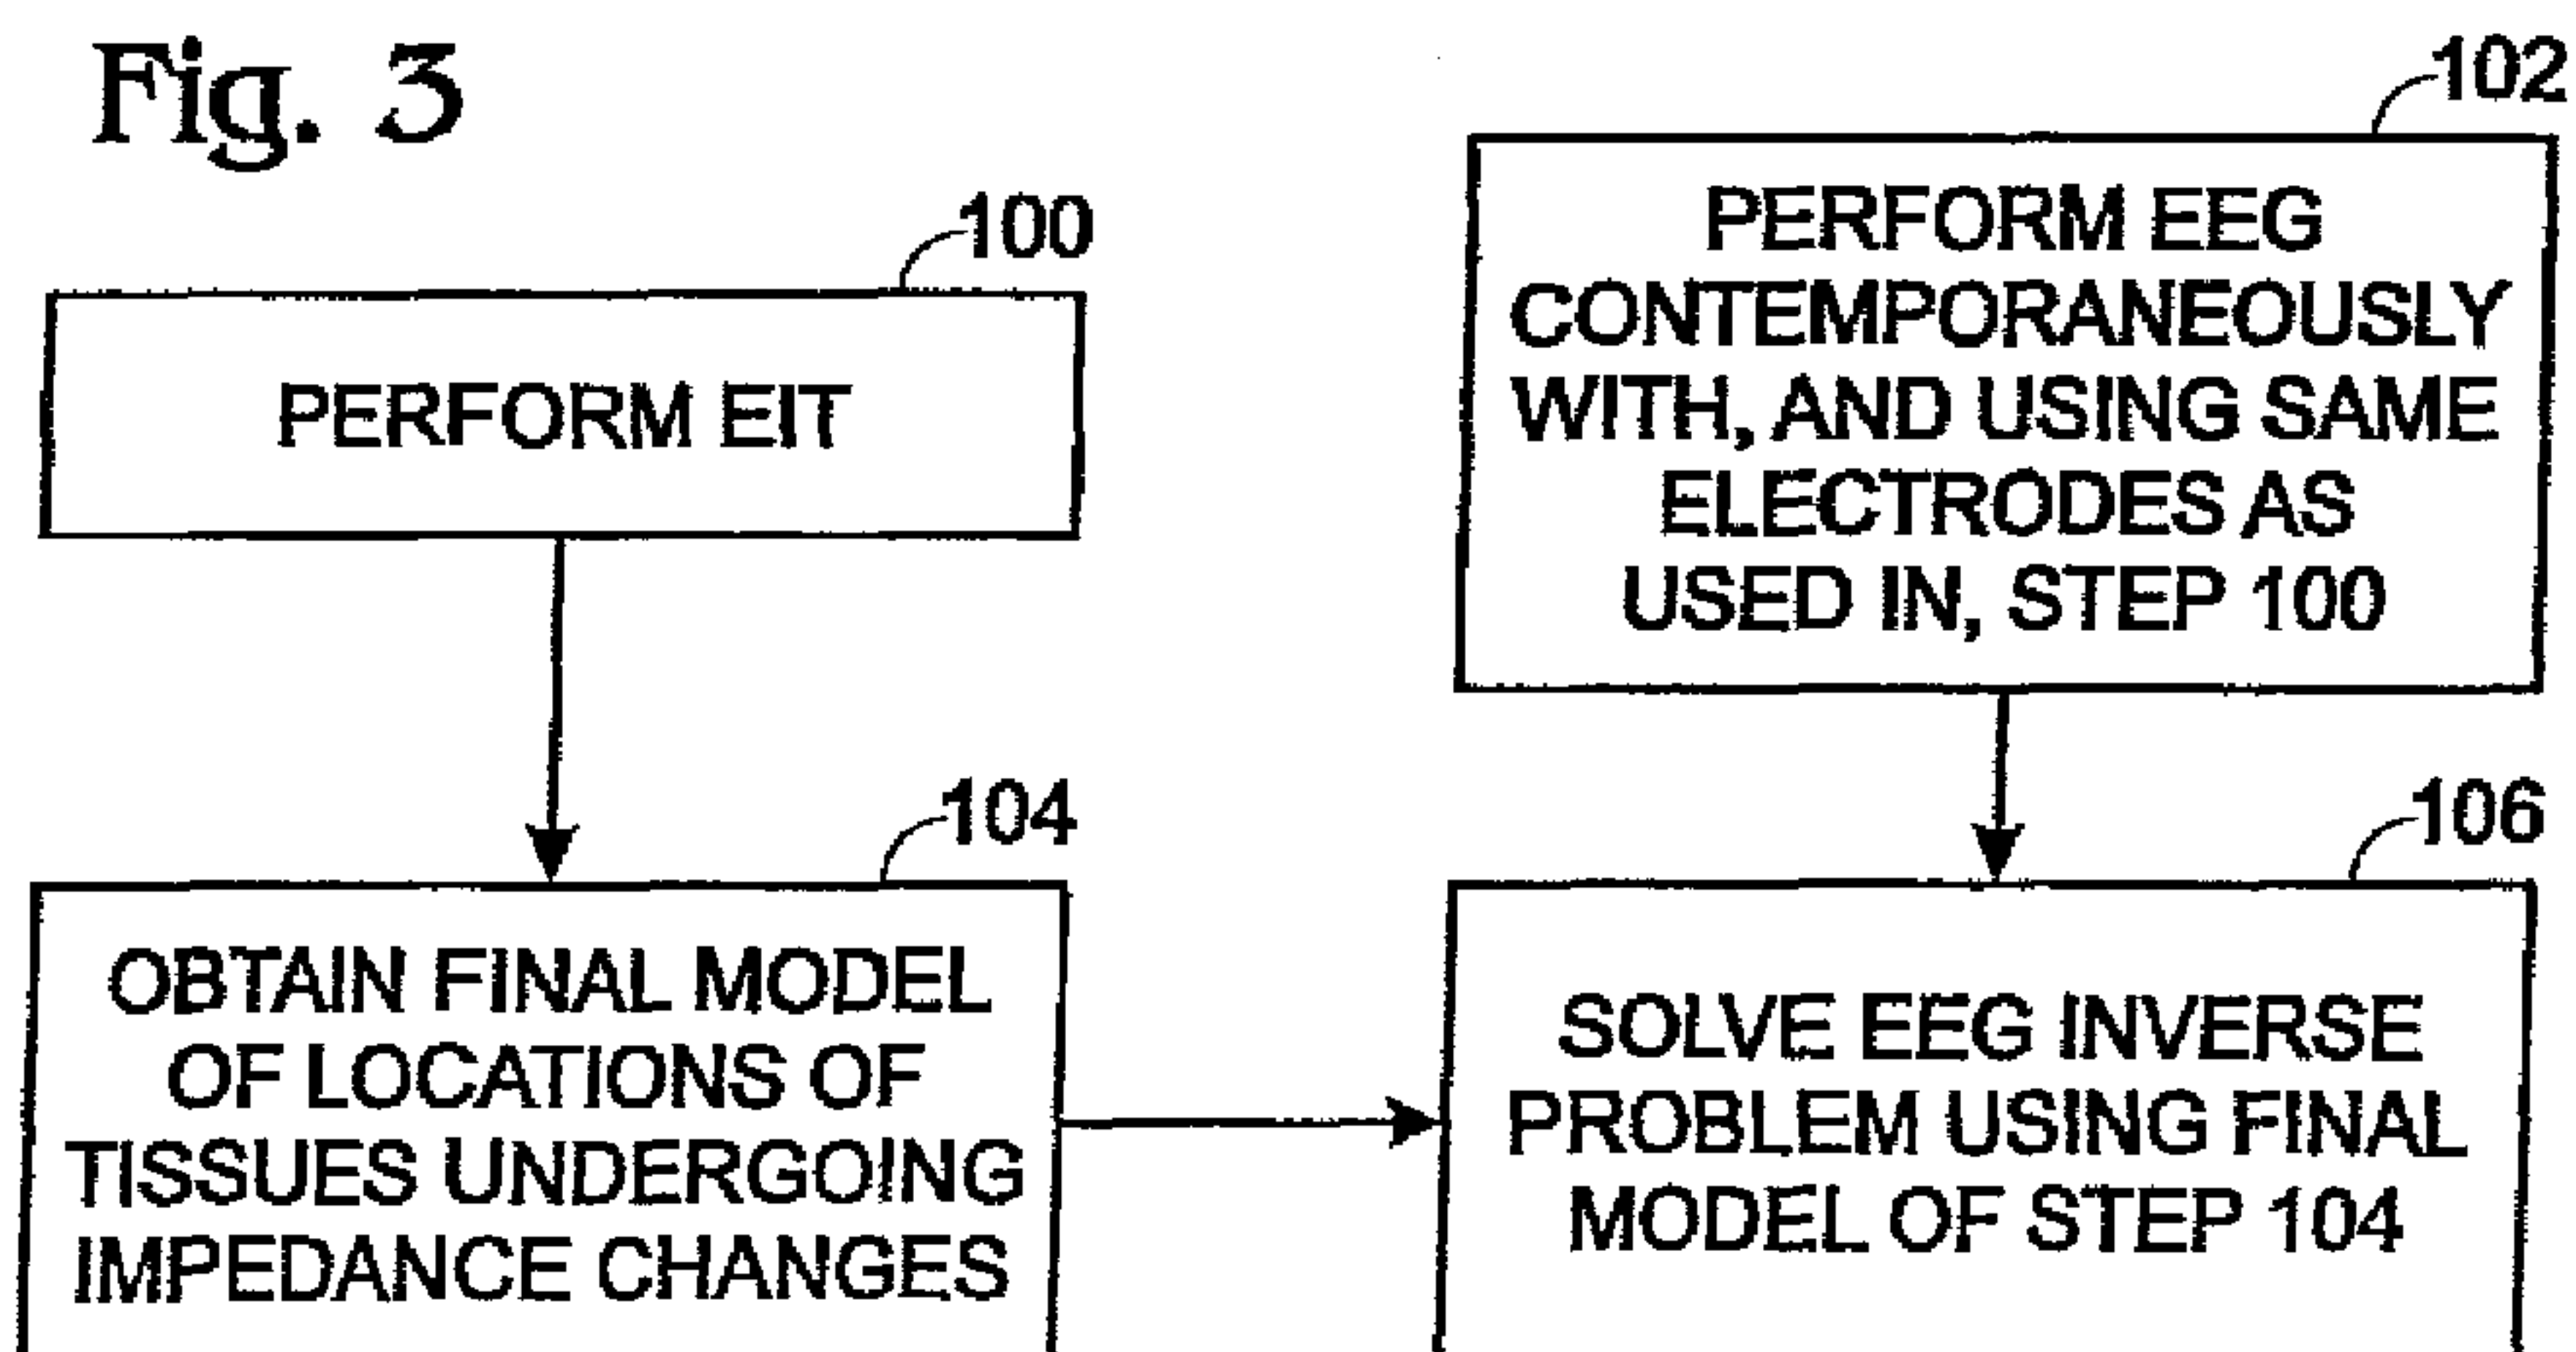 Fig. 3
100
PERFORM EIT
102
PERFORM EEG
CONTEMPORANEOUSLY
WITH, AND USING SAME
ELECTRODES AS
USED IN, STEP 100
104
OBTAIN FINAL MODEL
OF LOCATIONS OF
TISSUES UNDERGOING
IMPEDANCE CHANGES
106
SOLVE EEG INVERSE
PROBLEM USING FINAL
MODEL OF STEP 104